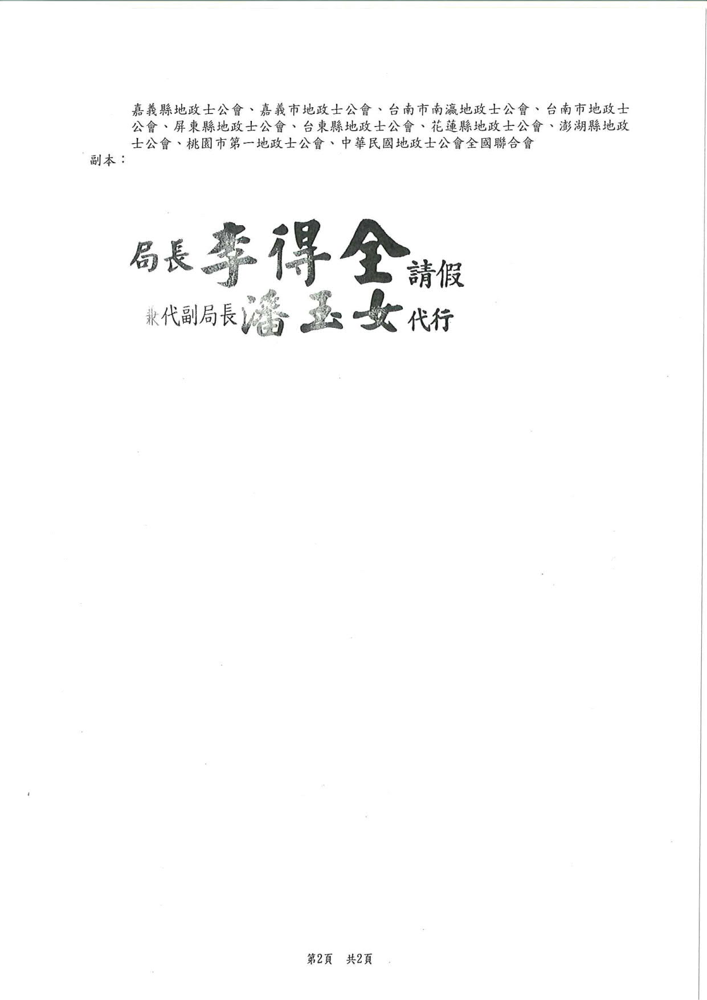 嘉義縣地政士公會、嘉義市地政士公會、台南市南瀛地政士公會、台南市地政士
公會、屏東縣地政士公會、台東縣地政士公會、花蓮縣地政士公會、澎湖縣地政
士公會、桃園市第一地政士公會、中華民國地政士公會全國聯合會
副本：
局長李得全請假
兼代副局長潘玉女代行
第2頁 共2頁